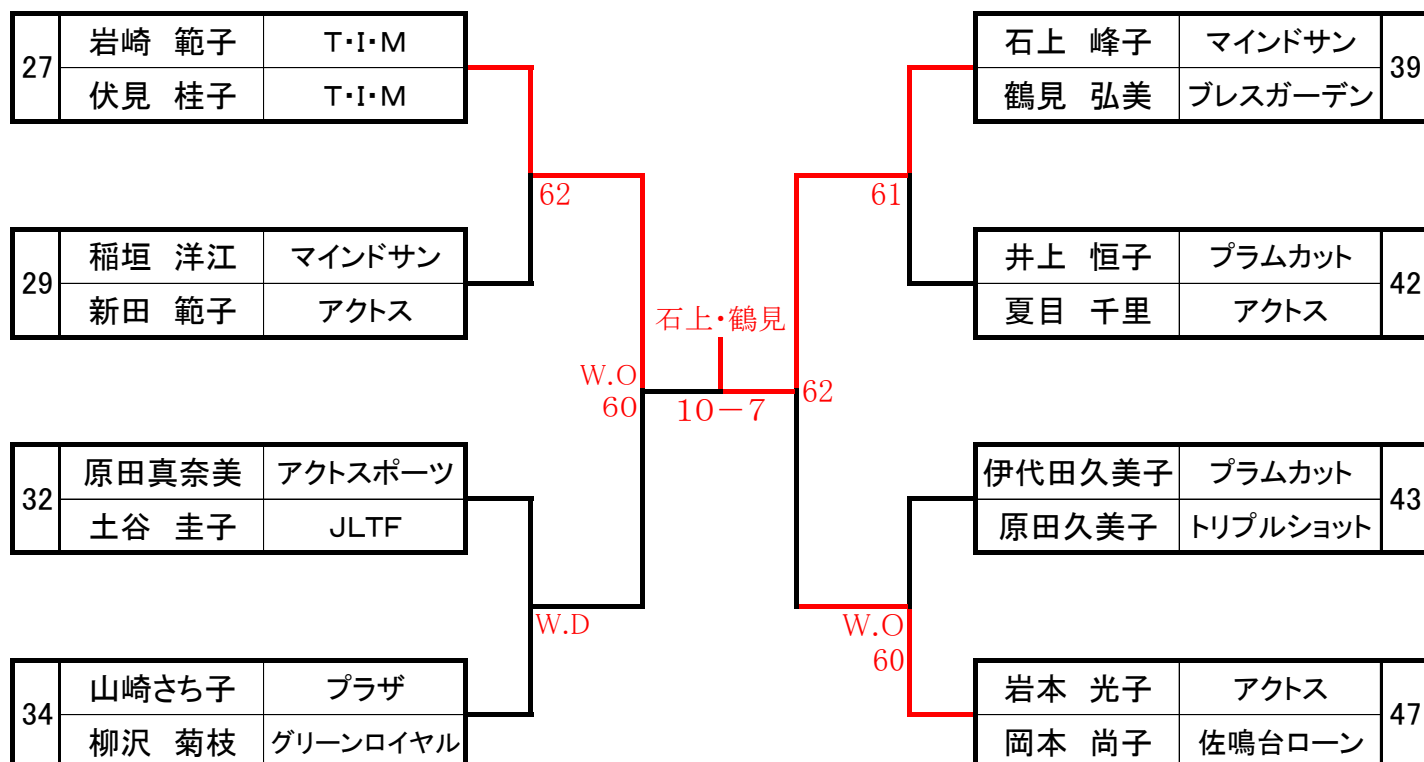 27 岩崎 範子 T・I・M
伏見 桂子 T・I・M
62
29 稲垣 洋江 マインドサン
新田 範子 アクトス
W.O
60
32 原田真奈美 アクトスポーツ
土谷 圭子 JLTF
W.D
34 山崎さち子 プラザ
柳沢 菊枝 グリーンロイヤル
石上・鶴見
10－7
石上 峰子 マインドサン 39
鶴見 弘美 ブレスガーデン
61
井上 恒子 プラムカット 42
夏目 千里 アクトス
62
伊代田久美子 プラムカット 43
原田久美子 トリプルショット
W.O
60
岩本 光子 アクトス 47
岡本 尚子 佐鳴台ローン